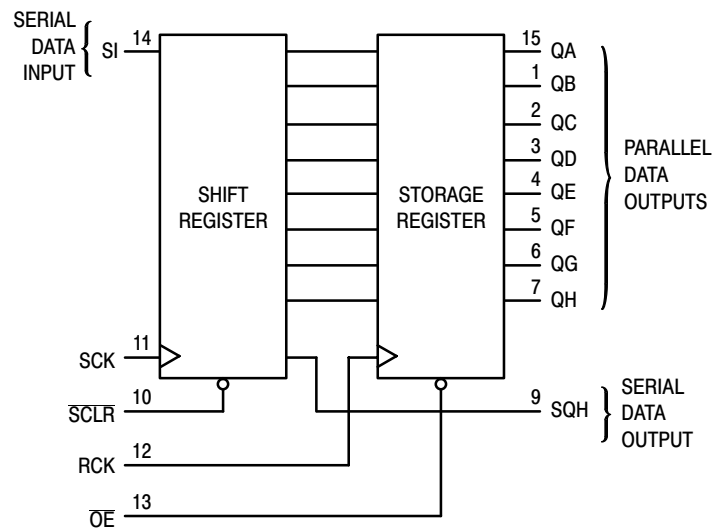 SERIAL
DATA
INPUT
SI
14
SHIFT
REGISTER
STORAGE
REGISTER
15 QA
1 QB
2 QC
3 QD
4 QE
5 QF
6 QG
7 QH
PARALLEL
DATA
OUTPUTS
SCK 11
SCLR 10
RCK 12
OE 13
9 SQH
SERIAL
DATA
OUTPUT